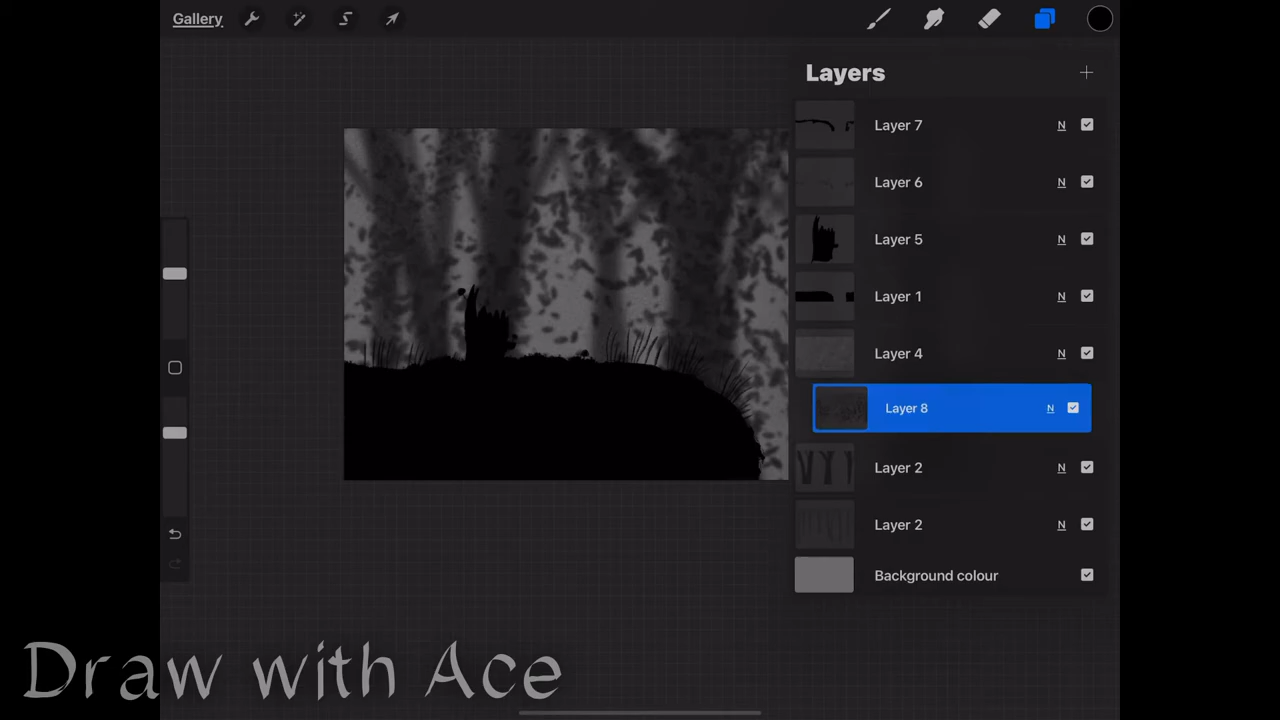 Gallery
Layers
Layer 7 N
Layer 6 N
Layer 5 N
Layer 1 N
Layer 4 N
Layer 8 N
Layer 2 N
Layer 2 N
Background colour
Draw with Ace